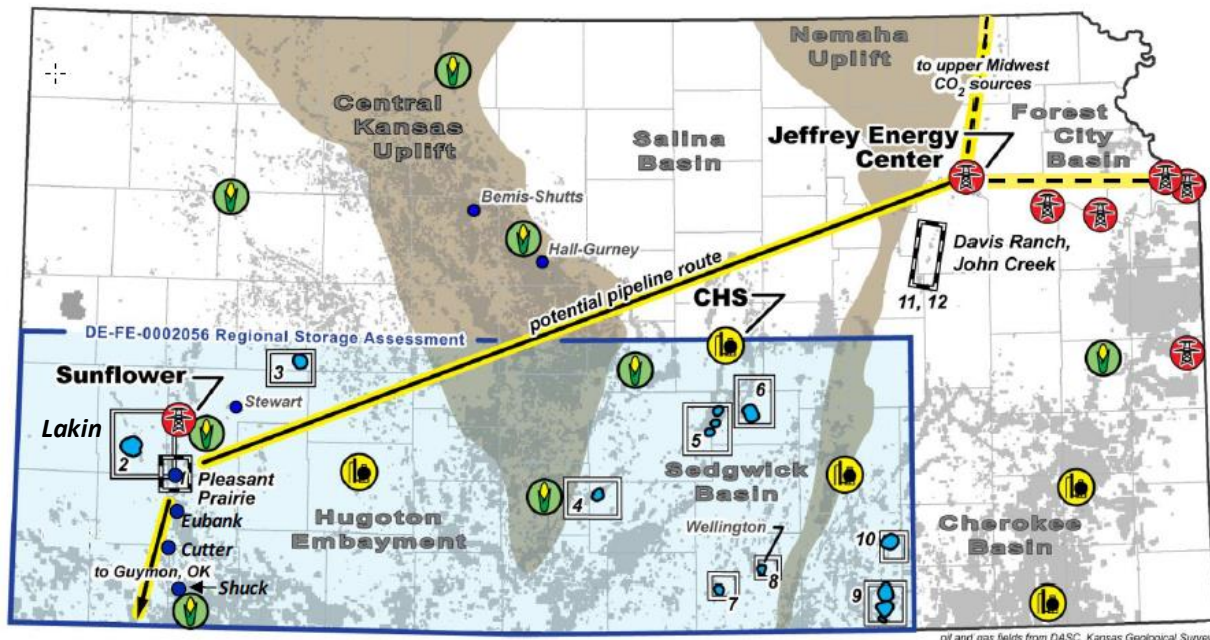 Nemaha
Uplift
to upper Midwest
CO2 sources
Central
Kansas
Uplift
Salina
Basin
Jeffrey Energy
Center
Forest
City
Basin
Bemis-Shutts
Hall-Gurney
Davis Ranch,
John Creek
11, 12
potential pipeline route
CHS
DE-FE-0002056 Regional Storage Assessment
Sunflower
3
Stewart
6
Lakin
2
5
1
Pleasant
Prairie
Sedgwick
Basin
4
Eubank
Hugoton
Embayment
Wellington
Cherokee
Basin
10
Cutter
to Guymon, OK
Shuck
7
8
9
oil and gas fields from DASC, Kansas Geological Survey